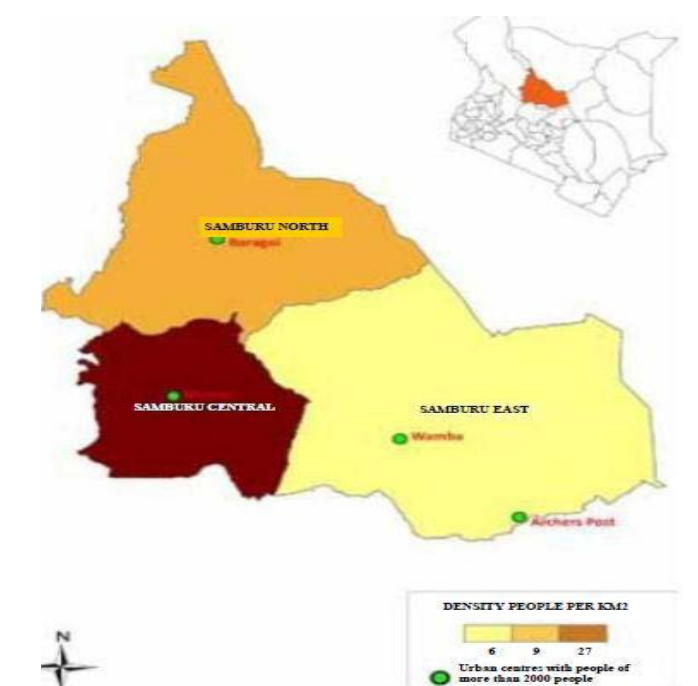 SAMBURU NORTH
Baragoi
SAMBURU CENTRAL
SAMBURU EAST
Wamba
Archers Post
DENSITY PEOPLE PER KM2
6 9 27
N
Urban centres with people of
more than 2000 people